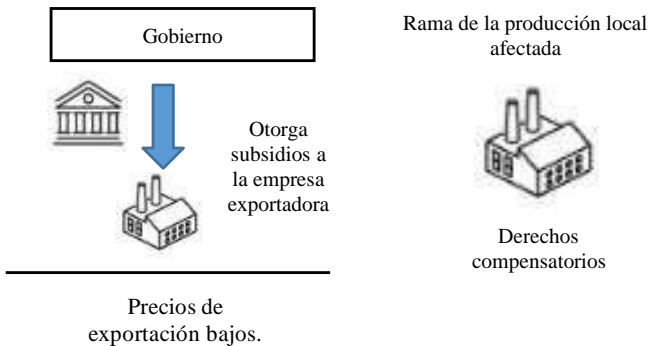 Gobierno
Otorga
subsidios a
la empresa
exportadora
Precios de
exportación bajos.
Rama de la producción local
afectada
Derechos
compensatorios